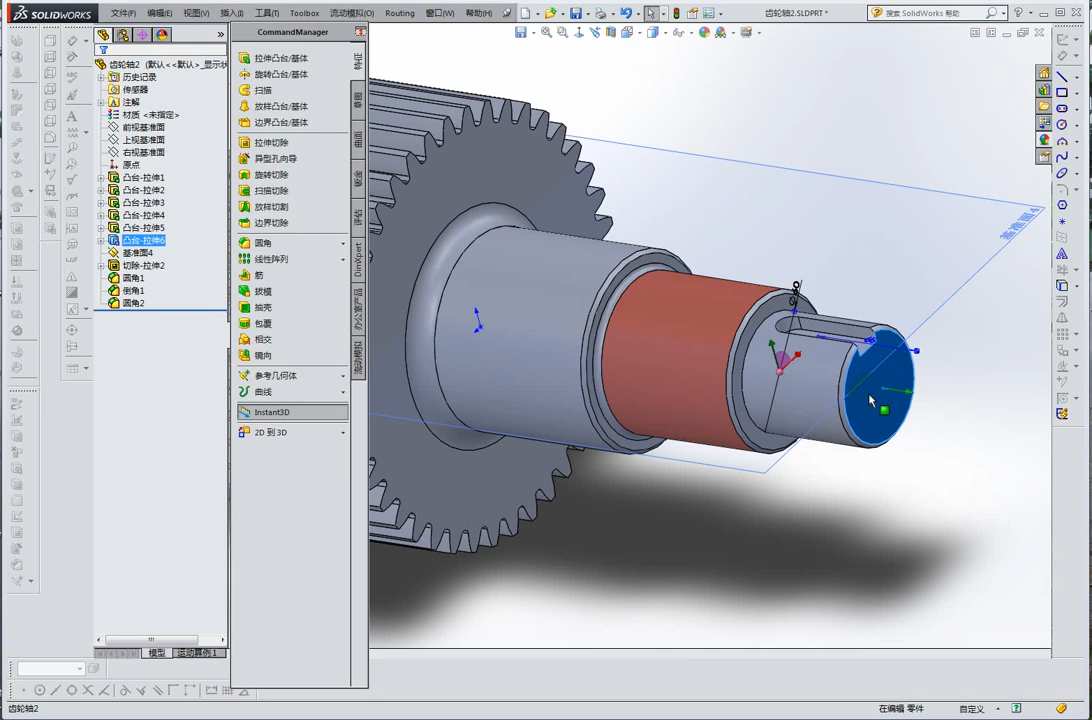 SOLIDWORKS
文件(F) 编辑(E) 视图(V) 插入(I) 工具(T) Toolbox 流动模拟(O) Routing 窗口(W) 帮助(H)
齿轮轴2.SLDPRT *
搜索 SolidWorks 帮助
CommandManager
齿轮轴2 (默认<<默认>_显示状
历史记录
传感器
注解
材质 <未指定>
前视基准面
上视基准面
右视基准面
原点
凸台-拉伸1
凸台-拉伸2
凸台-拉伸3
凸台-拉伸4
凸台-拉伸5
凸台-拉伸6
基准面4
切除-拉伸2
圆角1
倒角1
圆角2
拉伸凸台/基体
旋转凸台/基体
扫描
放样凸台/基体
边界凸台/基体
拉伸切除
异型孔向导
旋转切除
扫描切除
放样切割
边界切除
圆角
线性阵列
筋
拔模
抽壳
包覆
相交
镜向
参考几何体
曲线
Instant3D
2D 到 3D
特征
草图
曲面
钣金
评估
DimXpert
办公室产品
流动模拟
基准面4
模型 运动算例1
齿轮轴2
在编辑 零件
自定义